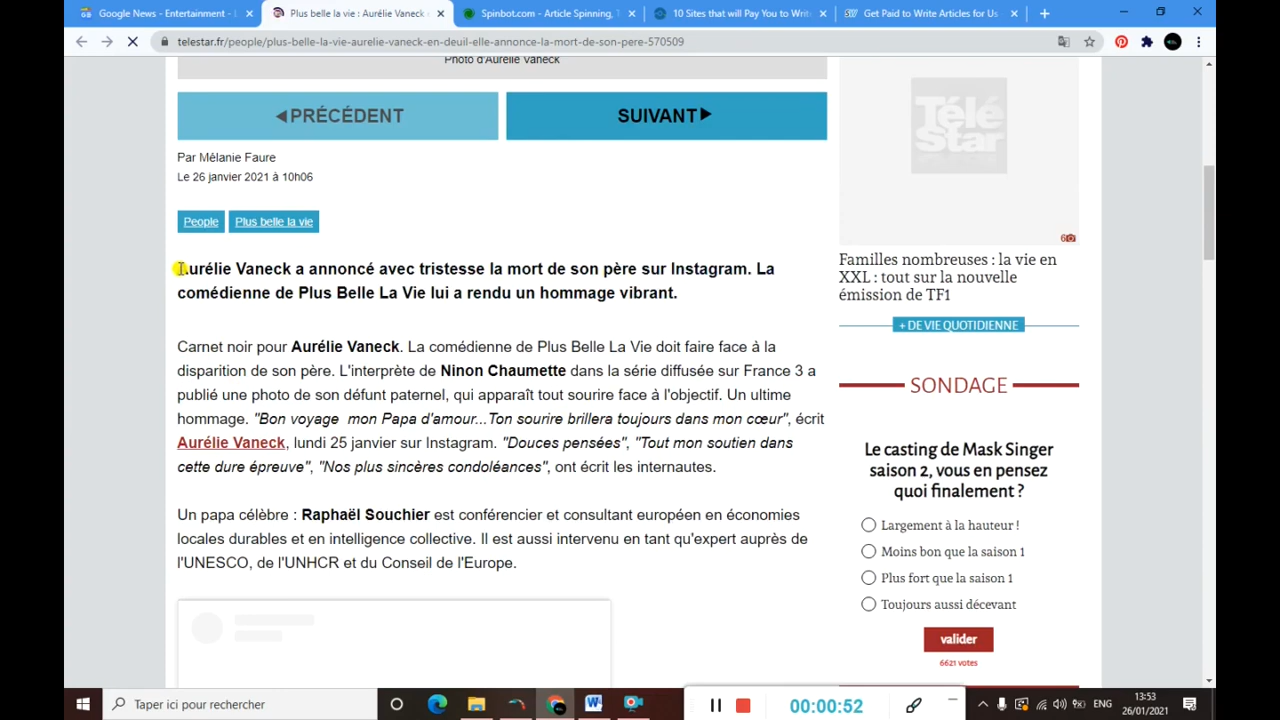 Google News - Entertainment - L
Plus belle la vie : Aurélie Vaneck e
Spinbot.com - Article Spinning, T
10 Sites that will Pay You to Write
Get Paid to Write Articles for Us
telestar.fr/people/plus-belle-la-vie-aurelie-vaneck-en-deuil-elle-annonce-la-mort-de-son-pere-570509
Photo d'Aurélie Vaneck
PRÉCÉDENT
SUIVANT
Par Mélanie Faure
Le 26 janvier 2021 à 10h06
People
Plus belle la vie
Aurélie Vaneck a annoncé avec tristesse la mort de son père sur Instagram. La
comédienne de Plus Belle La Vie lui a rendu un hommage vibrant.
Carnet noir pour Aurélie Vaneck. La comédienne de Plus Belle La Vie doit faire face à la
disparition de son père. L'interprète de Ninon Chaumette dans la série diffusée sur France 3 a
publié une photo de son défunt paternel, qui apparaît tout sourire face à l'objectif. Un ultime
hommage. "Bon voyage mon Papa d'amour...Ton sourire brillera toujours dans mon cœur", écrit
Aurélie Vaneck, lundi 25 janvier sur Instagram. "Douces pensées", "Tout mon soutien dans
cette dure épreuve", "Nos plus sincères condoléances", ont écrit les internautes.
Un papa célèbre : Raphaël Souchier est conférencier et consultant européen en économies
locales durables et en intelligence collective. Il est aussi intervenu en tant qu'expert auprès de
l'UNESCO, de l'UNHCR et du Conseil de l'Europe.
Télé
Star
6
Familles nombreuses : la vie en
XXL : tout sur la nouvelle
émission de TF1
+ DE VIE QUOTIDIENNE
SONDAGE
Le casting de Mask Singer
saison 2, vous en pensez
quoi finalement ?
Largement à la hauteur !
Moins bon que la saison 1
Plus fort que la saison 1
Toujours aussi décevant
valider
6621 votes
Taper ici pour rechercher
00:00:52
ENG
13:53
26/01/2021